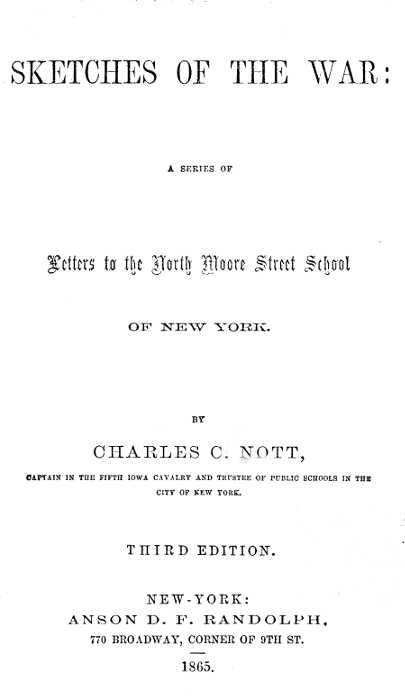 SKETCHES OF THE WAR:
A SERIES OF
Letters to the North Moore Street School
OF NEW YORK.
BY
CHARLES C. NOTT,
CAPTAIN IN THE FIFTH IOWA CAVALRY AND TRUSTEE OF PUBLIC SCHOOLS IN THE
CITY OF NEW YORK.
THIRD EDITION.
NEW-YORK:
ANSON D. F. RANDOLPH,
770 BROADWAY, CORNER OF 9TH ST.
1865.